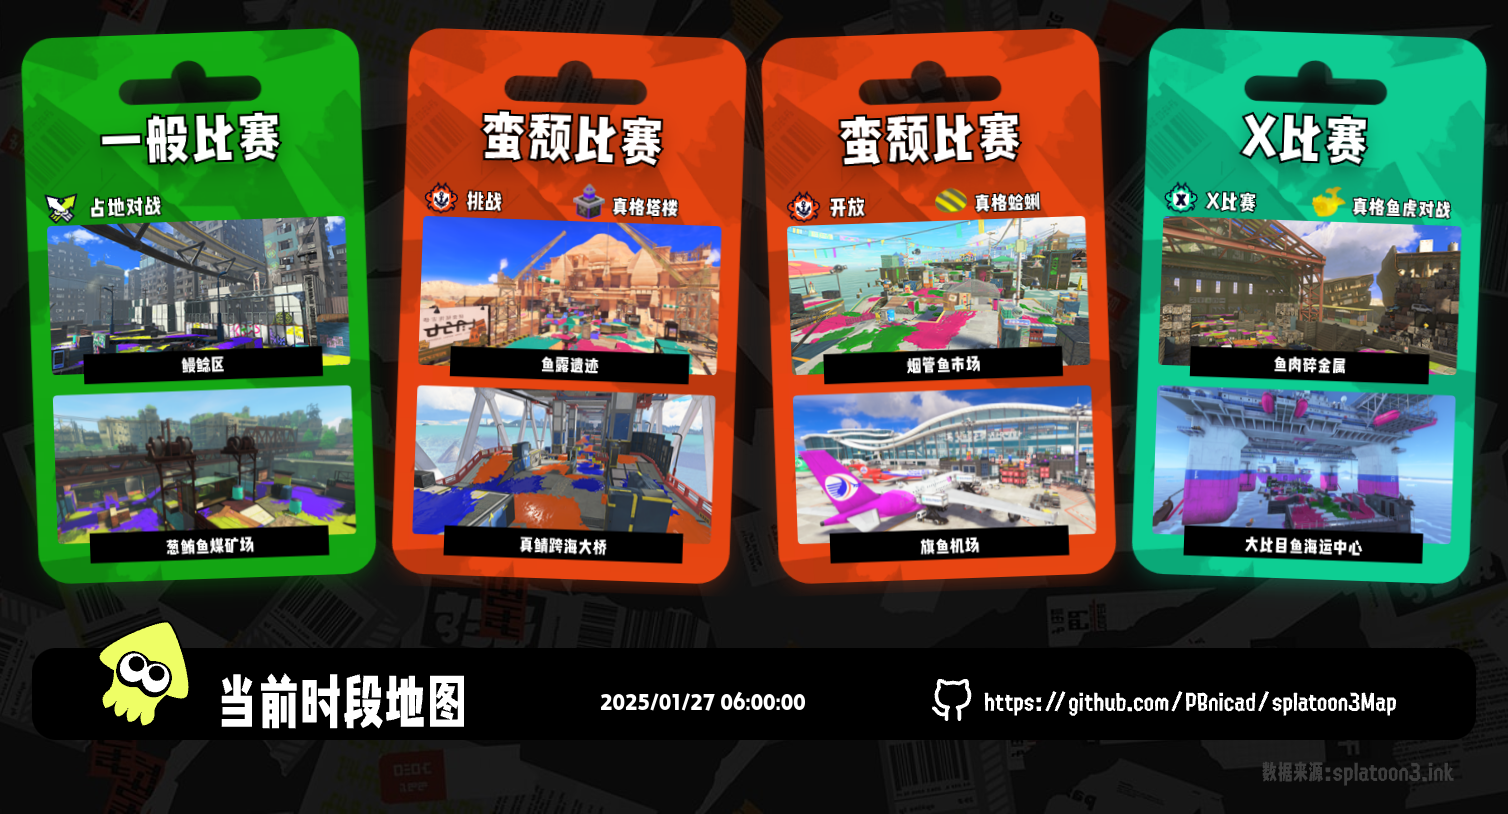 一般比赛
占地对战
鳗鲶区
葱鲔鱼煤矿场
蛮颓比赛
挑战
真格塔楼
鱼露遗迹
真鲭跨海大桥
蛮颓比赛
开放
真格蛤蜊
烟管鱼市场
旗鱼机场
X比赛
X比赛
真格鱼虎对战
鱼肉碎金属
大比目鱼海运中心
当前时段地图
2025/01/27 06:00:00
https://github.com/PBnicad/splatoon3Map
数据来源:splatoon3.ink